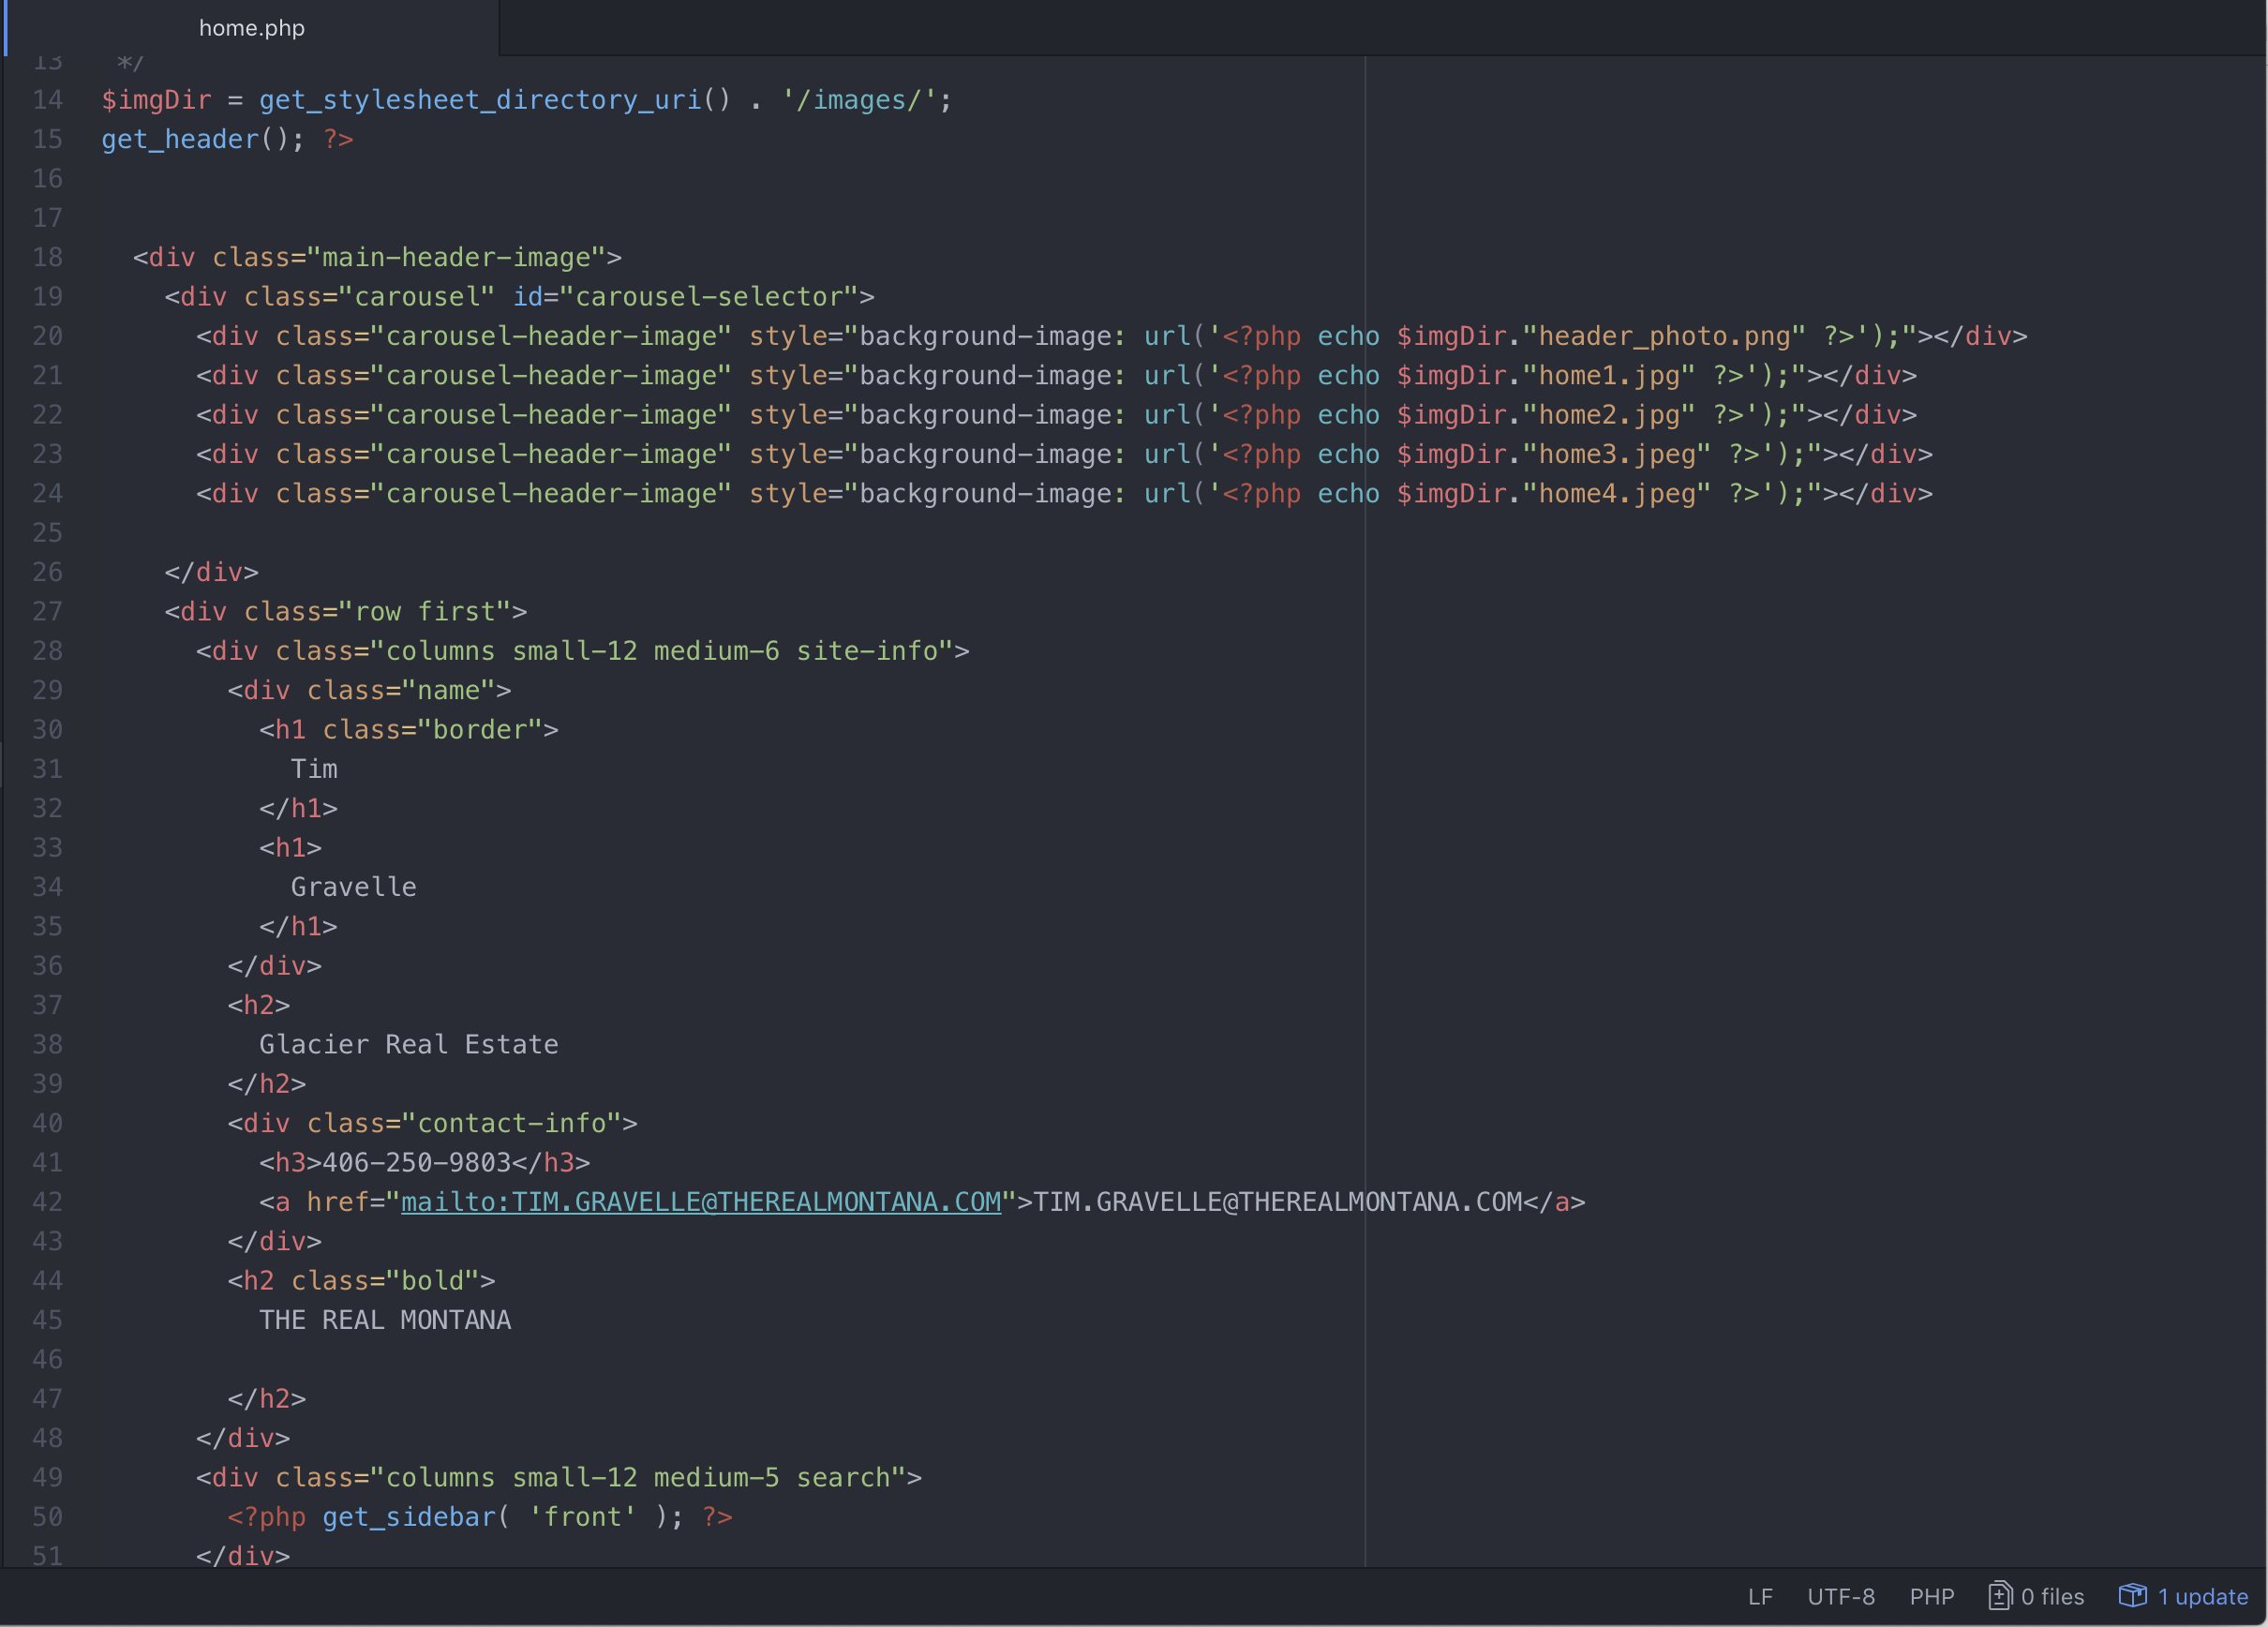 home.php
13 */
14 $imgDir = get_stylesheet_directory_uri() . '/images/';
15 get_header(); ?>
16
17
18 <div class="main-header-image">
19 <div class="carousel" id="carousel-selector">
20 <div class="carousel-header-image" style="background-image: url('<?php echo $imgDir."header_photo.png" ?>');"></div>
21 <div class="carousel-header-image" style="background-image: url('<?php echo $imgDir."home1.jpg" ?>');"></div>
22 <div class="carousel-header-image" style="background-image: url('<?php echo $imgDir."home2.jpg" ?>');"></div>
23 <div class="carousel-header-image" style="background-image: url('<?php echo $imgDir."home3.jpeg" ?>');"></div>
24 <div class="carousel-header-image" style="background-image: url('<?php echo $imgDir."home4.jpeg" ?>');"></div>
25
26 </div>
27 <div class="row first">
28 <div class="columns small-12 medium-6 site-info">
29 <div class="name">
30 <h1 class="border">
31 Tim
32 </h1>
33 <h1>
34 Gravelle
35 </h1>
36 </div>
37 <h2>
38 Glacier Real Estate
39 </h2>
40 <div class="contact-info">
41 <h3>406-250-9803</h3>
42 <a href="mailto:TIM.GRAVELLE@THEREALMONTANA.COM">TIM.GRAVELLE@THEREALMONTANA.COM</a>
43 </div>
44 <h2 class="bold">
45 THE REAL MONTANA
46
47 </h2>
48 </div>
49 <div class="columns small-12 medium-5 search">
50 <?php get_sidebar( 'front' ); ?>
51 </div>
LF UTF-8 PHP 0 files 1 update